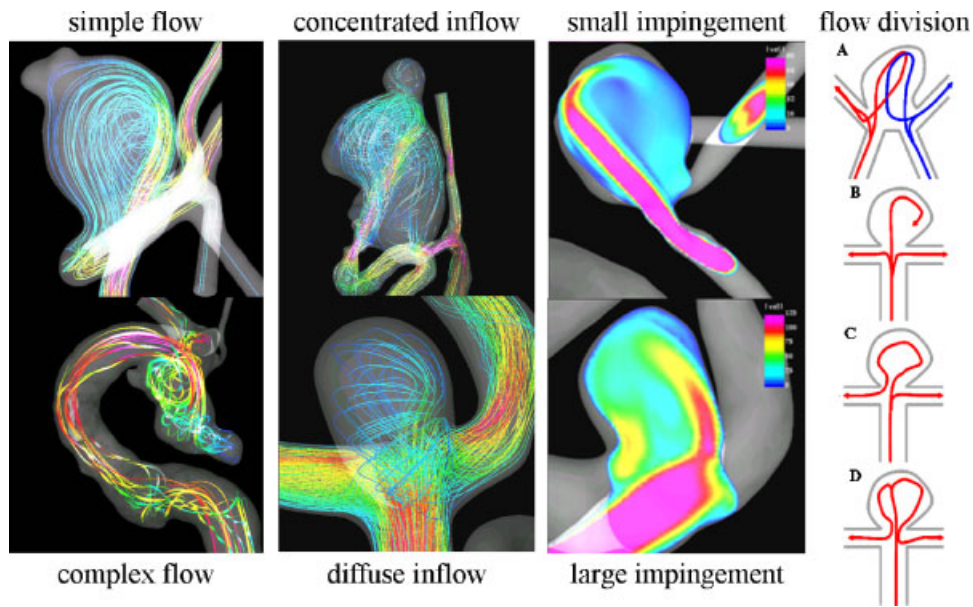 simple flow
concentrated inflow
small impingement
flow division
A
B
C
D
complex flow
diffuse inflow
large impingement